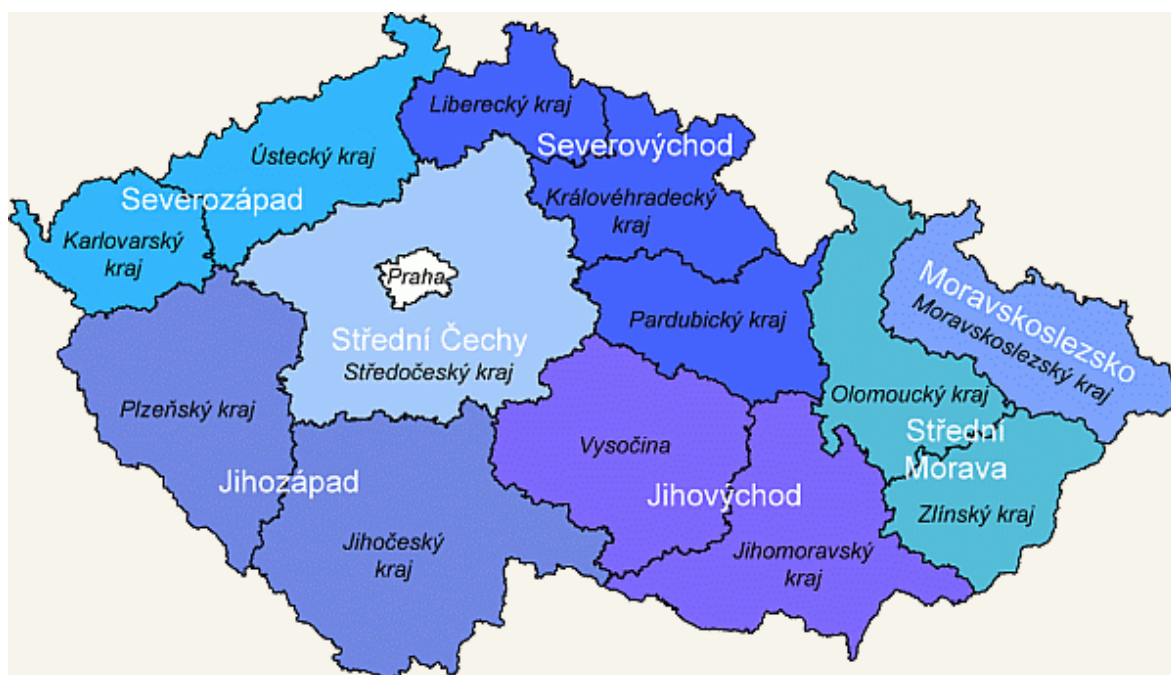 Liberecký kraj
Severovýchod
Ústecký kraj
Severozápad
Královéhradecký
kraj
Karlovarský
kraj
Praha
Moravskoslezsko
Moravskoslezský kraj
Pardubický kraj
Střední Čechy
Středočeský kraj
Olomoucký kraj
Plzeňský kraj
Střední
Morava
Vysočina
Jihozápad
Jihovýchod
Zlínský kraj
Jihočeský
kraj
Jihomoravský
kraj